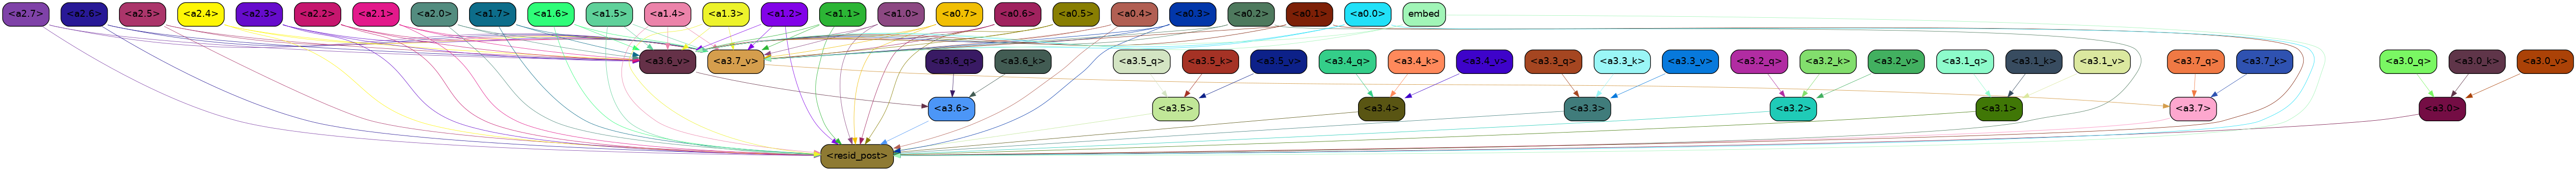 <a2.7> <a2.6> <a2.5> <a2.4> <a2.3> <a2.2> <a2.1> <a2.0> <a1.7> <a1.6> <a1.5> <a1.4> <a1.3> <a1.2> <a1.1> <a1.0> <a0.7> <a0.6> <a0.5> <a0.4> <a0.3> <a0.2> <a0.1> <a0.0> embed
<a3.6_v> <a3.7_v> <a3.6_q> <a3.6_k> <a3.5_q> <a3.5_k> <a3.5_v> <a3.4_q> <a3.4_k> <a3.4_v> <a3.3_q> <a3.3_k> <a3.3_v> <a3.2_q> <a3.2_k> <a3.2_v> <a3.1_q> <a3.1_k> <a3.1_v> <a3.7_q> <a3.7_k> <a3.0_q> <a3.0_k> <a3.0_v>
<a3.6> <a3.5> <a3.4> <a3.3> <a3.2> <a3.1> <a3.7> <a3.0>
<resid_post>